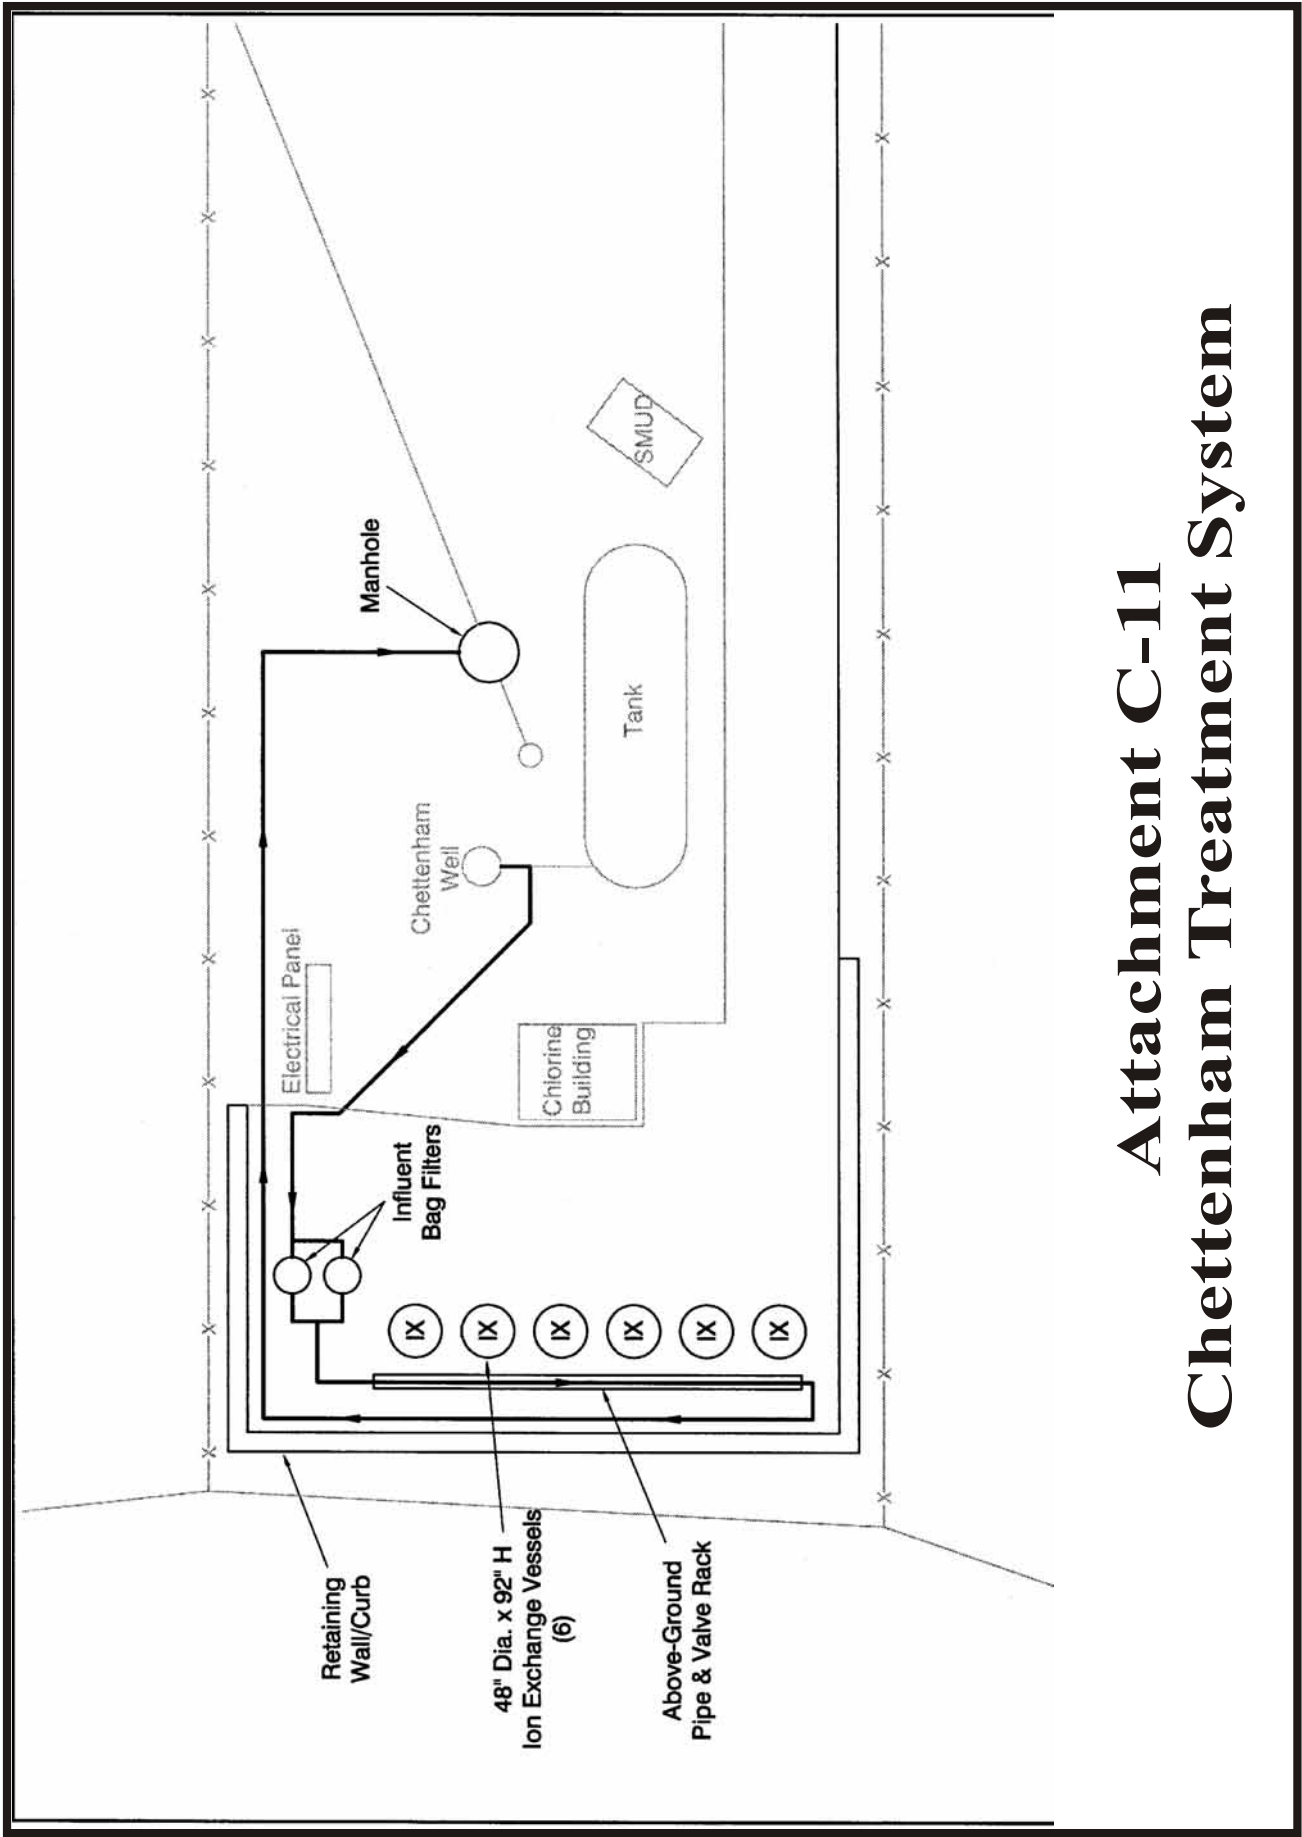 Retaining
Wall/Curb
48" Dia. x 92" H
Ion Exchange Vessels
(6)
Above-Ground
Pipe & Valve Rack
IX
IX
IX
IX
IX
IX
Influent
Bag Filters
Electrical Panel
Chlorine
Building
Chettenham
Well
Tank
Manhole
SMUD
Attachment C-11
Chettenham Treatment System